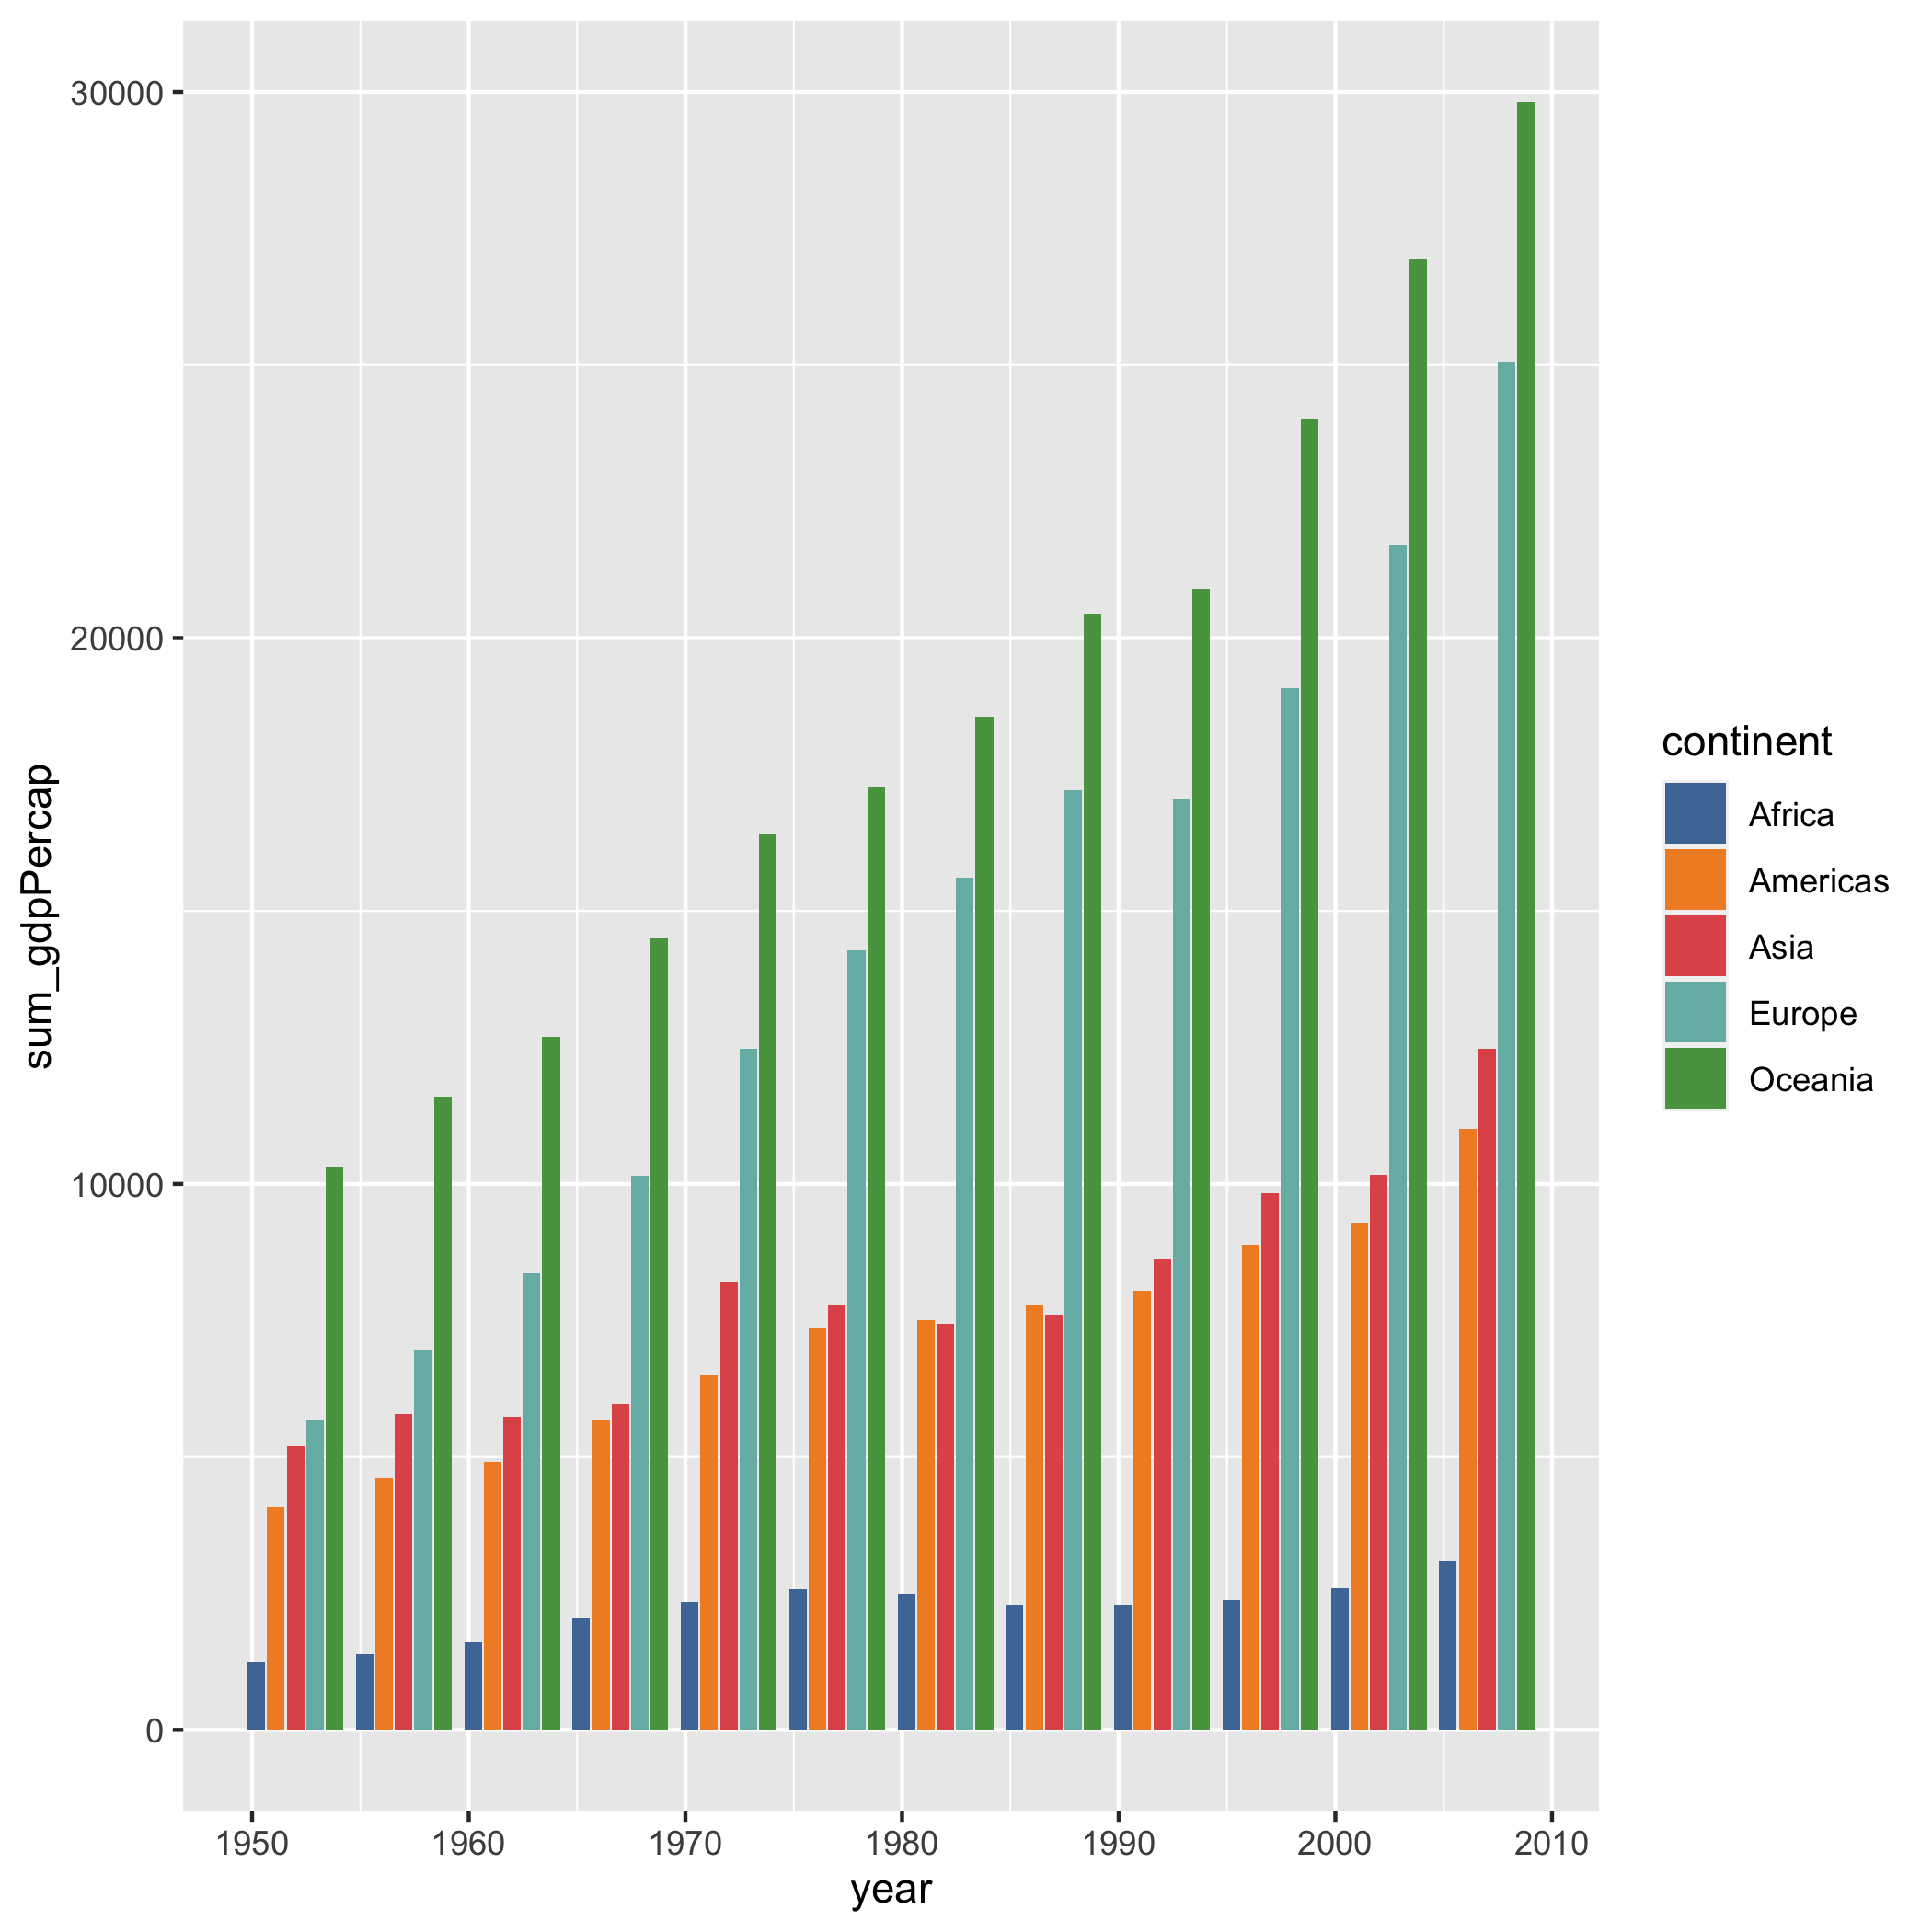 30000
20000
10000
0
sum_gdpPercap
1950 1960 1970 1980 1990 2000 2010
year
continent
Africa
Americas
Asia
Europe
Oceania